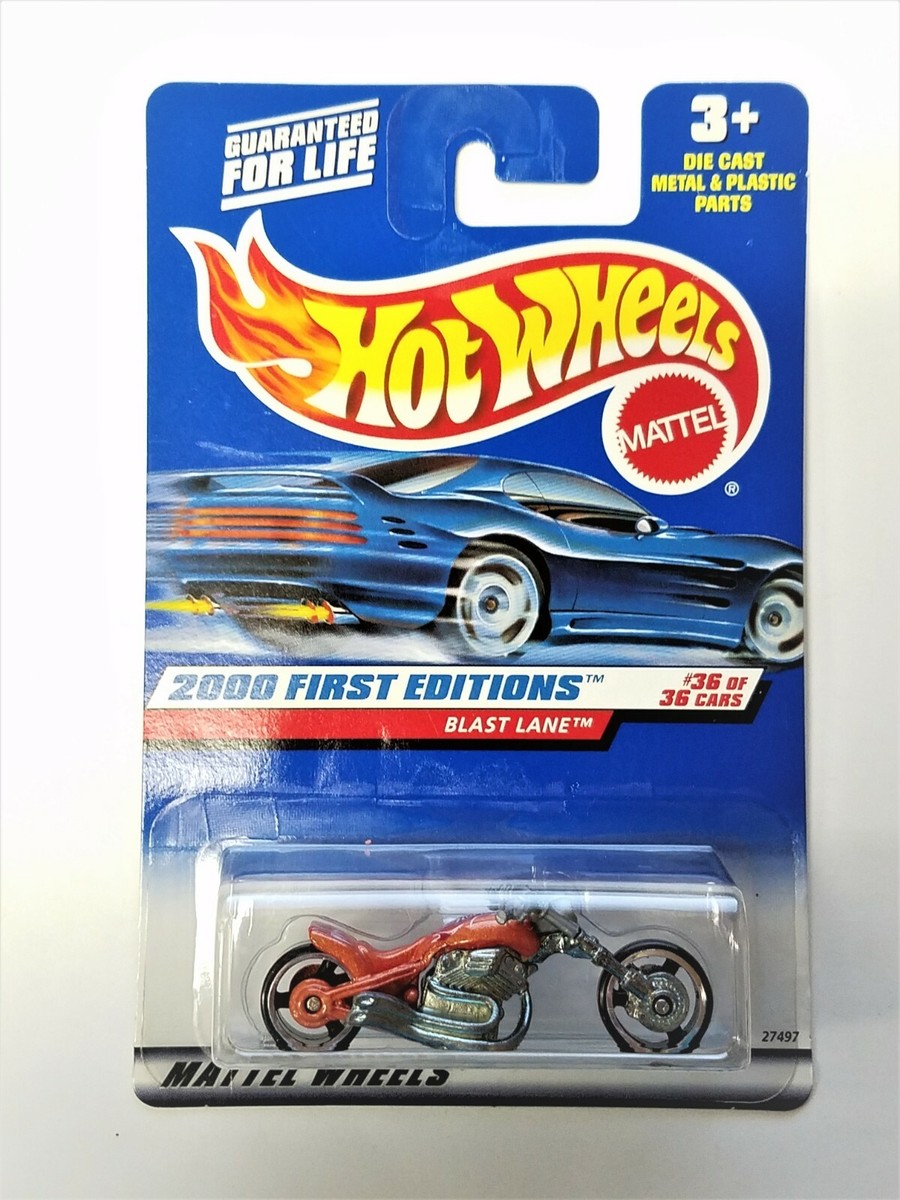 GUARANTEED
FOR LIFE
3+
DIE CAST
METAL & PLASTIC
PARTS
HOT WHEELS
MATTEL
®
2000 FIRST EDITIONS™
#36 OF
36 CARS
BLAST LANE™
27497
MATTEL WHEELS